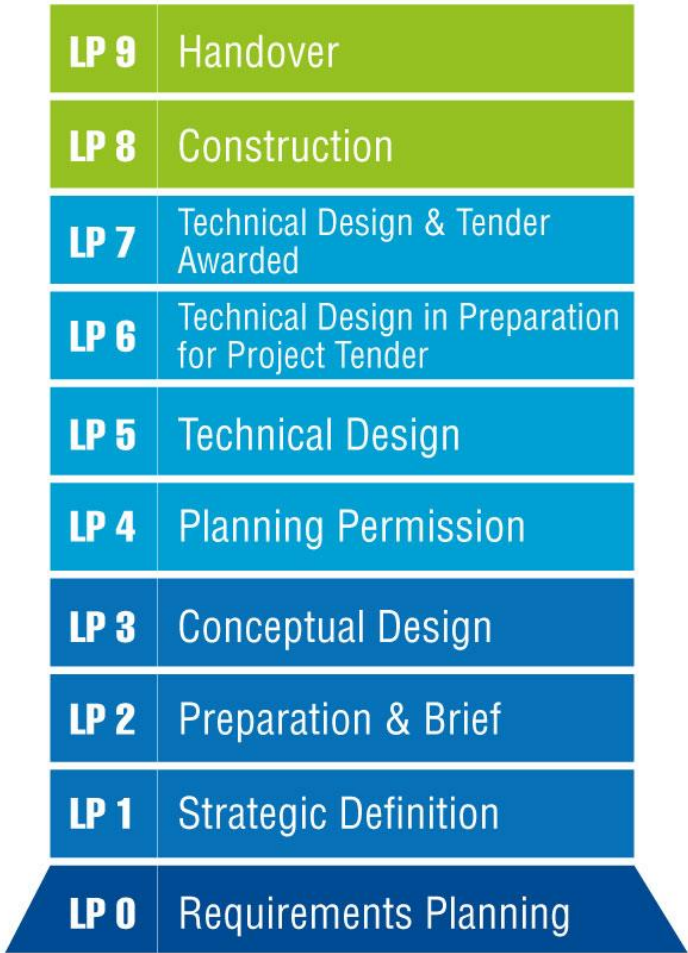 LP 9 Handover
LP 8 Construction
LP 7 Technical Design & Tender
Awarded
LP 6 Technical Design in Preparation
for Project Tender
LP 5 Technical Design
LP 4 Planning Permission
LP 3 Conceptual Design
LP 2 Preparation & Brief
LP 1 Strategic Definition
LP 0 Requirements Planning